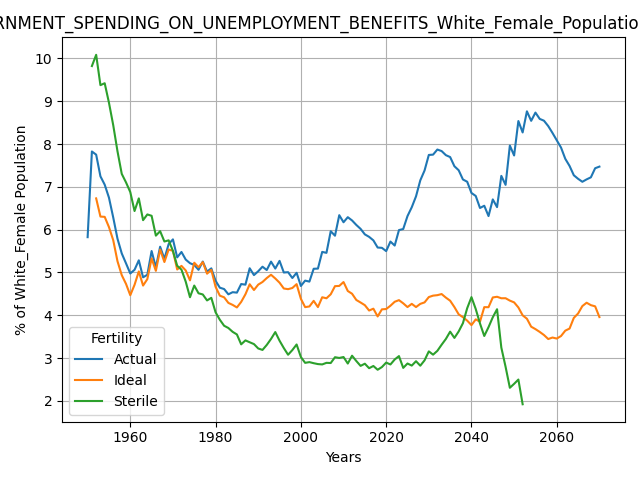 RNMENT_SPENDING_ON_UNEMPLOYMENT_BENEFITS_White_Female_Populatio
10
9
8
7
6
5
4
3
2
% of White_Female Population
Fertility
Actual
Ideal
Sterile
1960
1980
2000
2020
2040
2060
Years